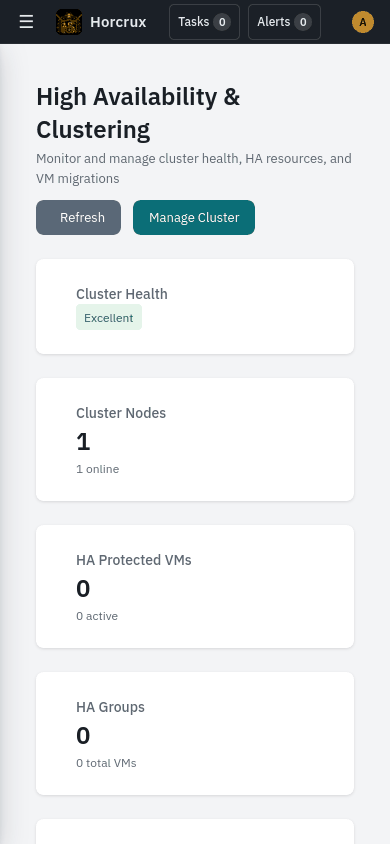 ☰ Horcrux Tasks 0 Alerts 0 A
High Availability &
Clustering
Monitor and manage cluster health, HA resources, and
VM migrations
Refresh Manage Cluster
Cluster Health
Excellent
Cluster Nodes
1
1 online
HA Protected VMs
0
0 active
HA Groups
0
0 total VMs